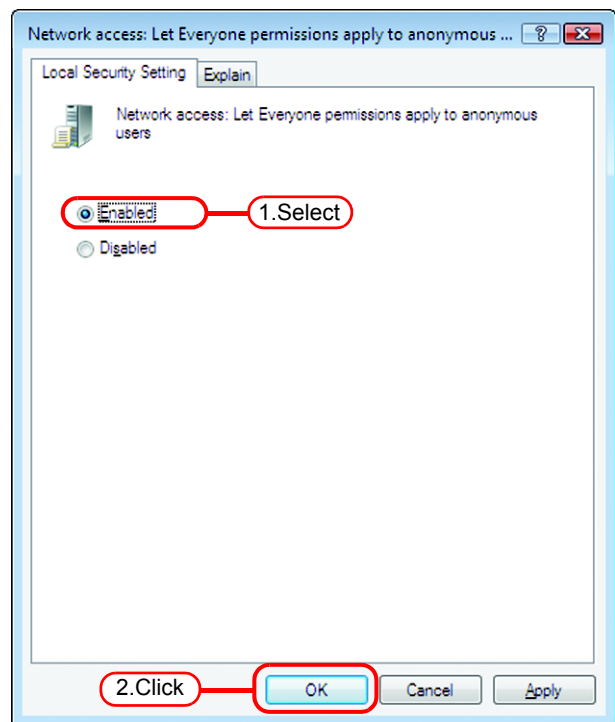 Network access: Let Everyone permissions apply to anonymous ...
Local Security Setting
Explain
Network access: Let Everyone permissions apply to anonymous
users
Enabled
1.Select
Disabled
2.Click
OK
Cancel
Apply